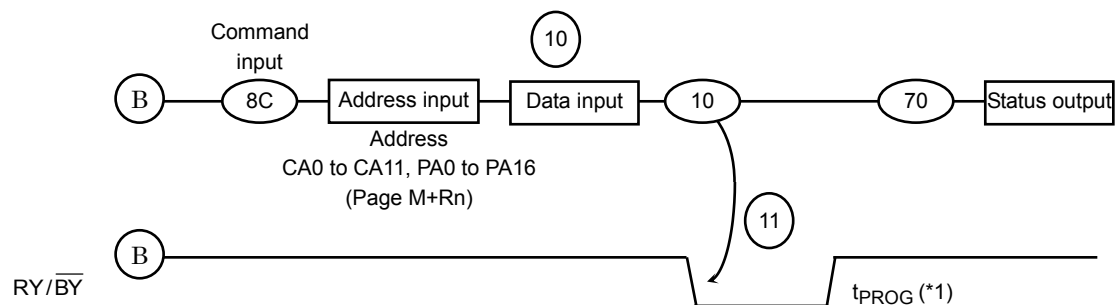 Command
input
10
B
8C
Address input
Data input
10
70
Status output
Address
CA0 to CA11, PA0 to PA16
(Page M+Rn)
11
B
RY/BY
tPROG (*1)